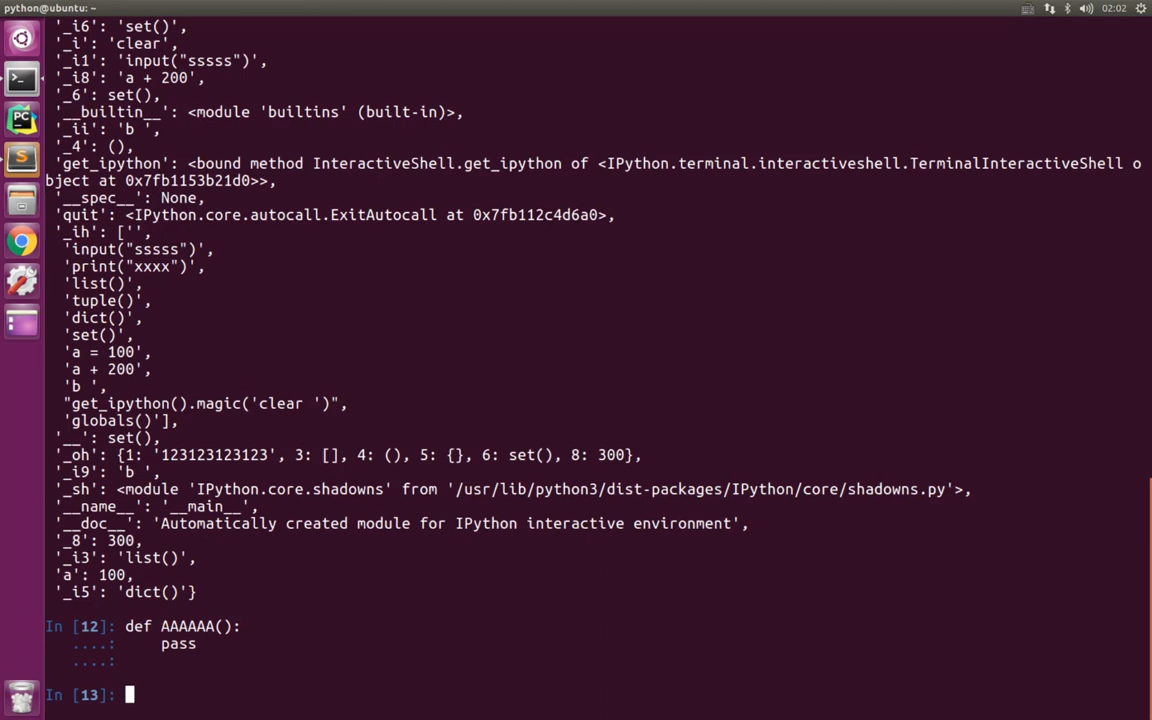 python@ubuntu: ~
02:02
'_i6': 'set()',
'_i': 'clear',
'_i1': 'input("sssss")',
'_i8': 'a + 200',
'_6': set(),
'__builtin__': <module 'builtins' (built-in)>,
'_ii': 'b ',
'_4': (),
'get_ipython': <bound method InteractiveShell.get_ipython of <IPython.terminal.interactiveshell.TerminalInteractiveShell o
bject at 0x7fb1153b21d0>>,
'__spec__': None,
'quit': <IPython.core.autocall.ExitAutocall at 0x7fb112c4d6a0>,
'_ih': ['',
'input("sssss")',
'print("xxxx")',
'list()',
'tuple()',
'dict()',
'set()',
'a = 100',
'a + 200',
'b ',
"get_ipython().magic('clear ')",
'globals()'],
'__': set(),
'_oh': {1: '123123123123', 3: [], 4: (), 5: {}, 6: set(), 8: 300},
'_i9': 'b ',
'_sh': <module 'IPython.core.shadowns' from '/usr/lib/python3/dist-packages/IPython/core/shadowns.py'>,
'__name__': '__main__',
'__doc__': 'Automatically created module for IPython interactive environment',
'_8': 300,
'_i3': 'list()',
'a': 100,
'_i5': 'dict()'}
In [12]: def AAAAAA():
....:     pass
....:
In [13]:
PC
S